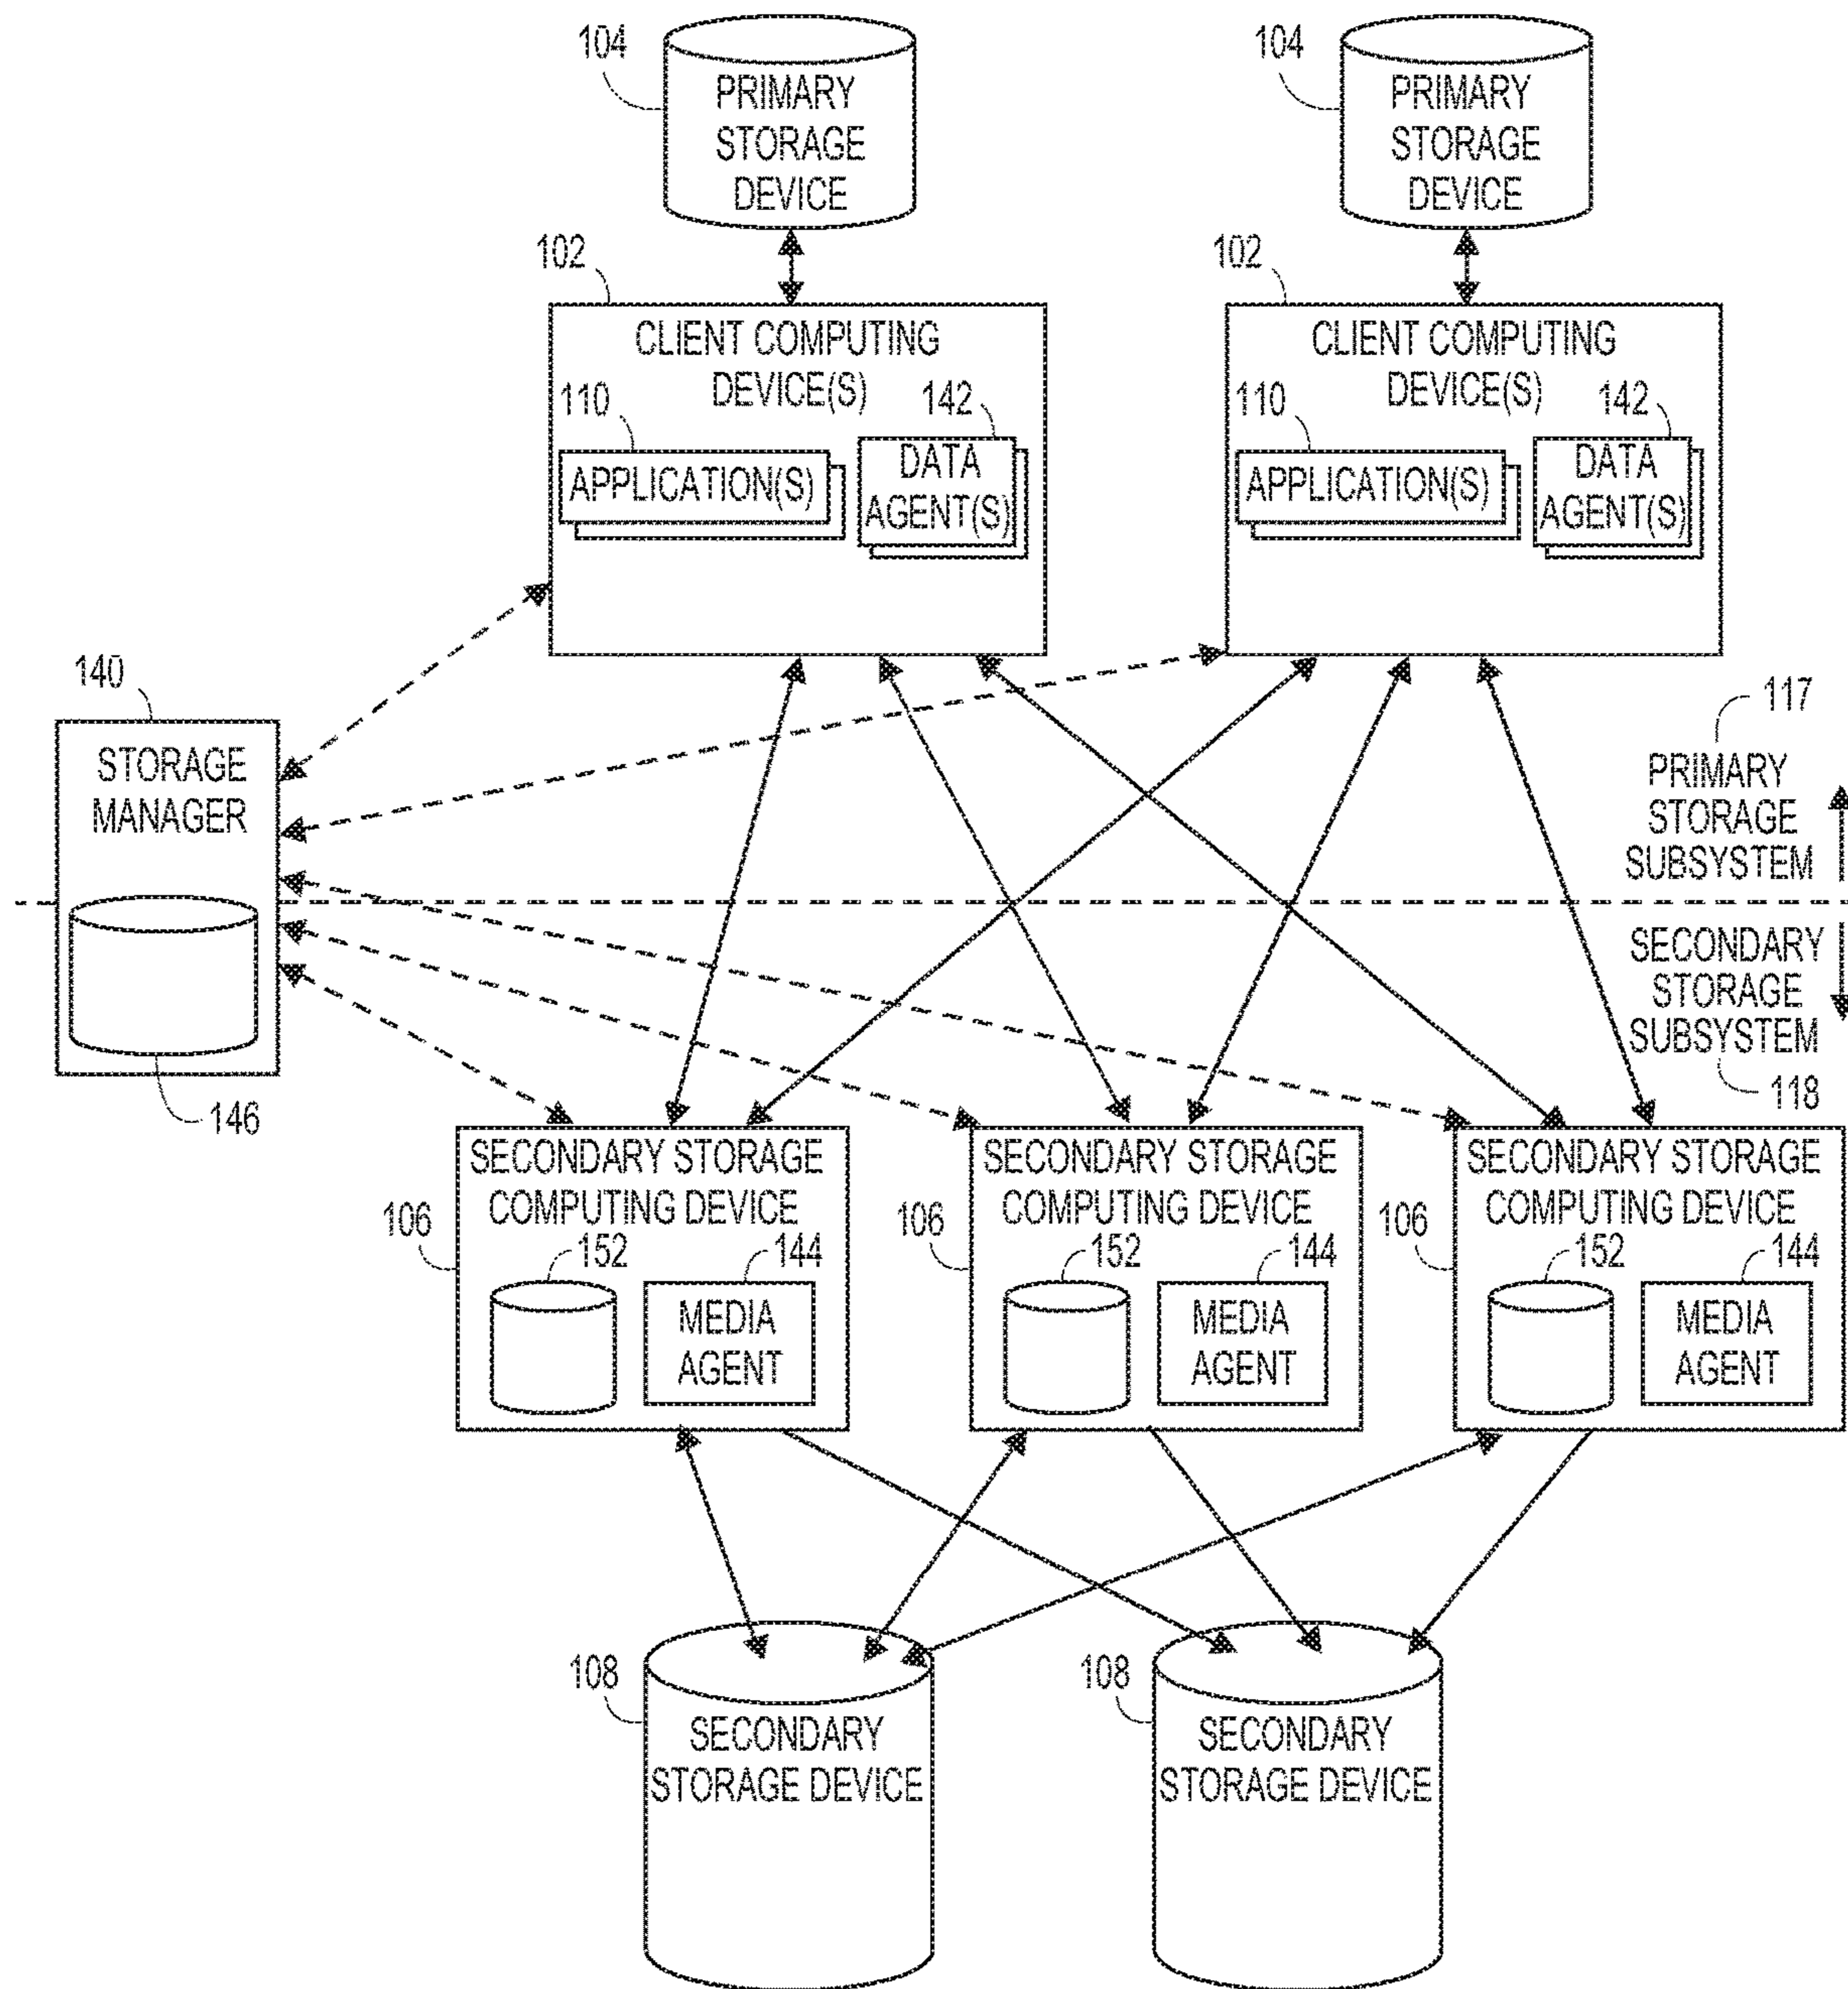 104
104
PRIMARY
STORAGE
DEVICE
PRIMARY
STORAGE
DEVICE
102
102
CLIENT COMPUTING
DEVICE(S)
110
142
APPLICATION(S)
DATA
AGENT(S)
CLIENT COMPUTING
DEVICE(S)
110
142
APPLICATION(S)
DATA
AGENT(S)
140
STORAGE
MANAGER
146
117
PRIMARY
STORAGE
SUBSYSTEM
SECONDARY
STORAGE
SUBSYSTEM
118
SECONDARY STORAGE
COMPUTING DEVICE
106
152
144
MEDIA
AGENT
SECONDARY STORAGE
COMPUTING DEVICE
106
152
144
MEDIA
AGENT
SECONDARY STORAGE
COMPUTING DEVICE
106
152
144
MEDIA
AGENT
108
SECONDARY
STORAGE DEVICE
108
SECONDARY
STORAGE DEVICE